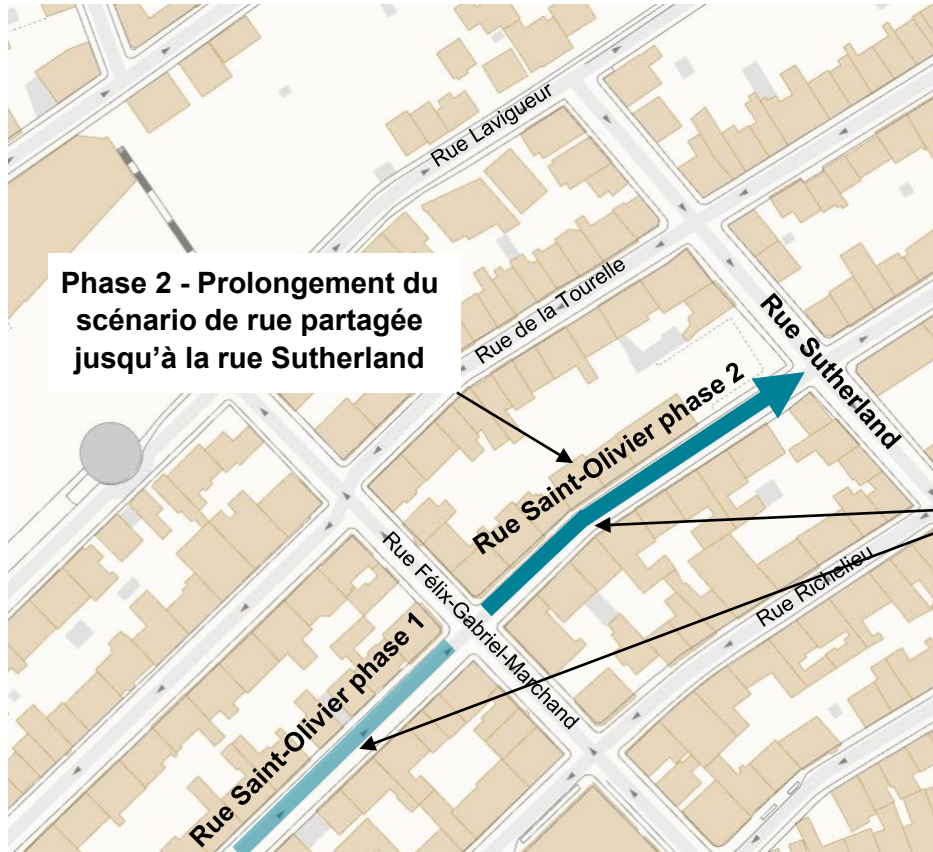 Rue Lavigueur
Phase 2 - Prolongement du
scénario de rue partagée
jusqu'à la rue Sutherland
Rue de la Tourelle
Rue Sutherland
Rue Saint-Olivier phase 2
Rue Félix-Gabriel-Marchand
Rue Richelieu
Rue Saint-Olivier phase 1